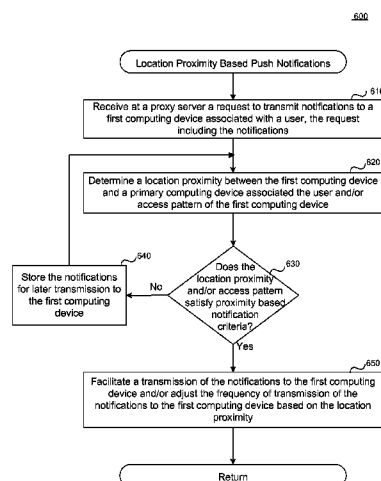 600
Location Proximity Based Push Notifications
610
Receive at a proxy server a request to transmit notifications to a
first computing device associated with a user, the request
including the notifications
620
Determine a location proximity between the first computing device
and a primary computing device associated the user and/or
access pattern of the first computing device
640
Store the notifications
for later transmission to
the first computing
device
No
630
Does the
location proximity
and/or access pattern
satisfy proximity based
notification
criteria?
Yes
650
Facilitate a transmission of the notifications to the first computing
device and/or adjust the frequency of transmission of the
notifications to the first computing device based on the location
proximity
Return